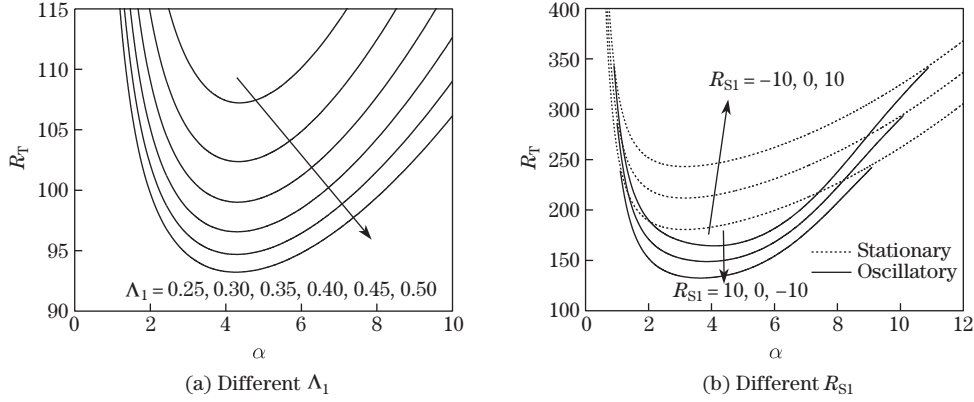 115
110
105
100
95
90
R_T
Λ₁ = 0.25, 0.30, 0.35, 0.40, 0.45, 0.50
0 2 4 6 8 10
α
(a) Different Λ₁
400
350
300
250
200
150
100
R_T
R_S1 = −10, 0, 10
Stationary
Oscillatory
R_S1 = 10, 0, −10
0 2 4 6 8 10 12
α
(b) Different R_S1